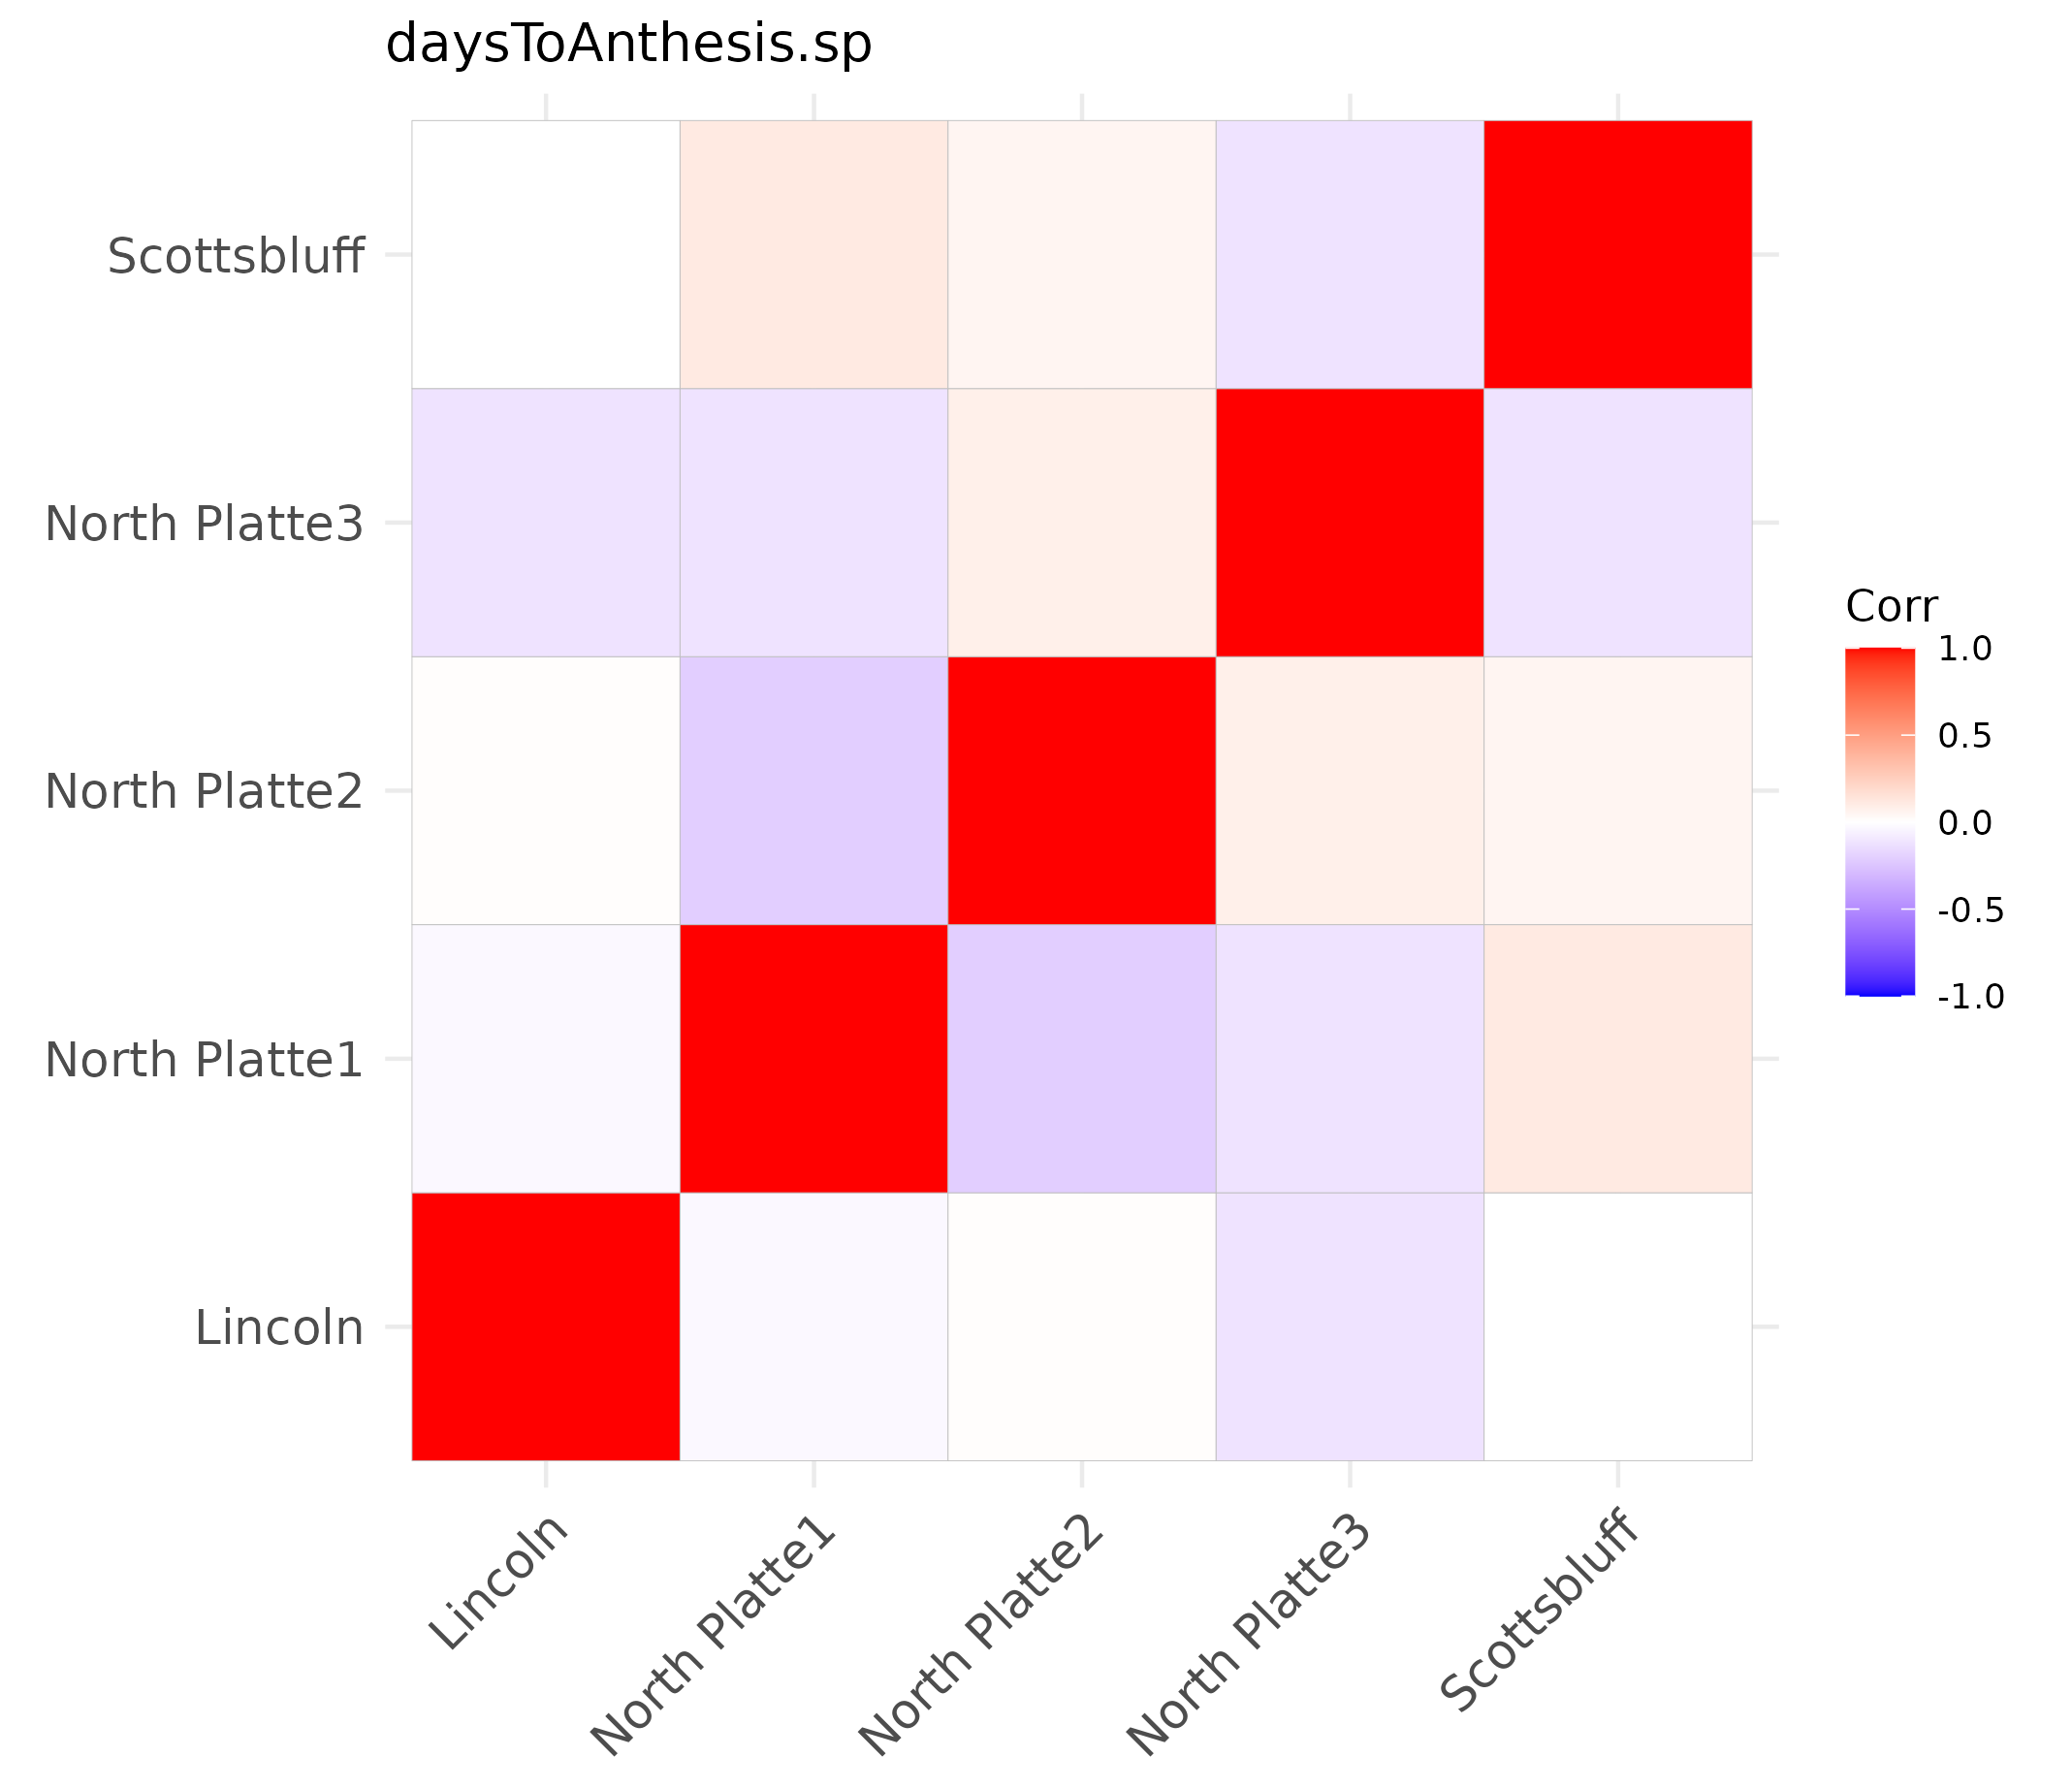 daysToAnthesis.sp
Scottsbluff
North Platte3
North Platte2
North Platte1
Lincoln
Lincoln
North Platte1
North Platte2
North Platte3
Scottsbluff
Corr
1.0
0.5
0.0
-0.5
-1.0